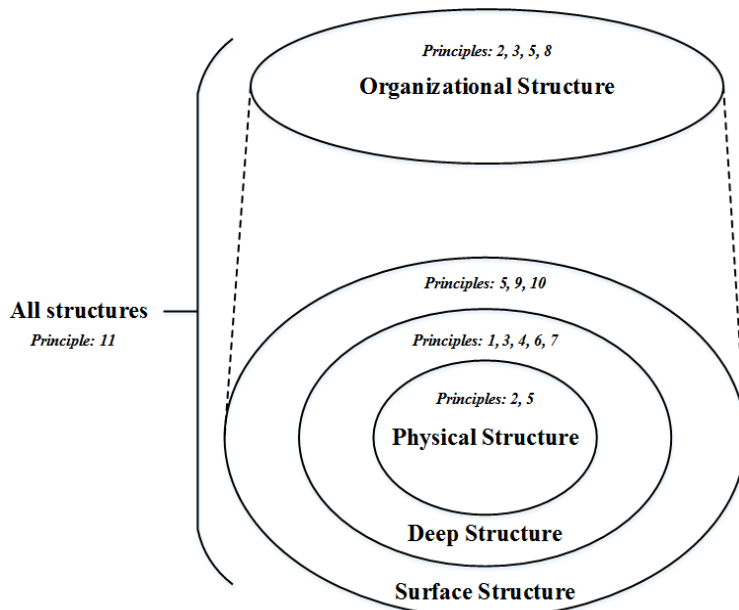 Principles: 2, 3, 5, 8
Organizational Structure
Principles: 5, 9, 10
All structures
Principle: 11
Principles: 1, 3, 4, 6, 7
Principles: 2, 5
Physical Structure
Deep Structure
Surface Structure